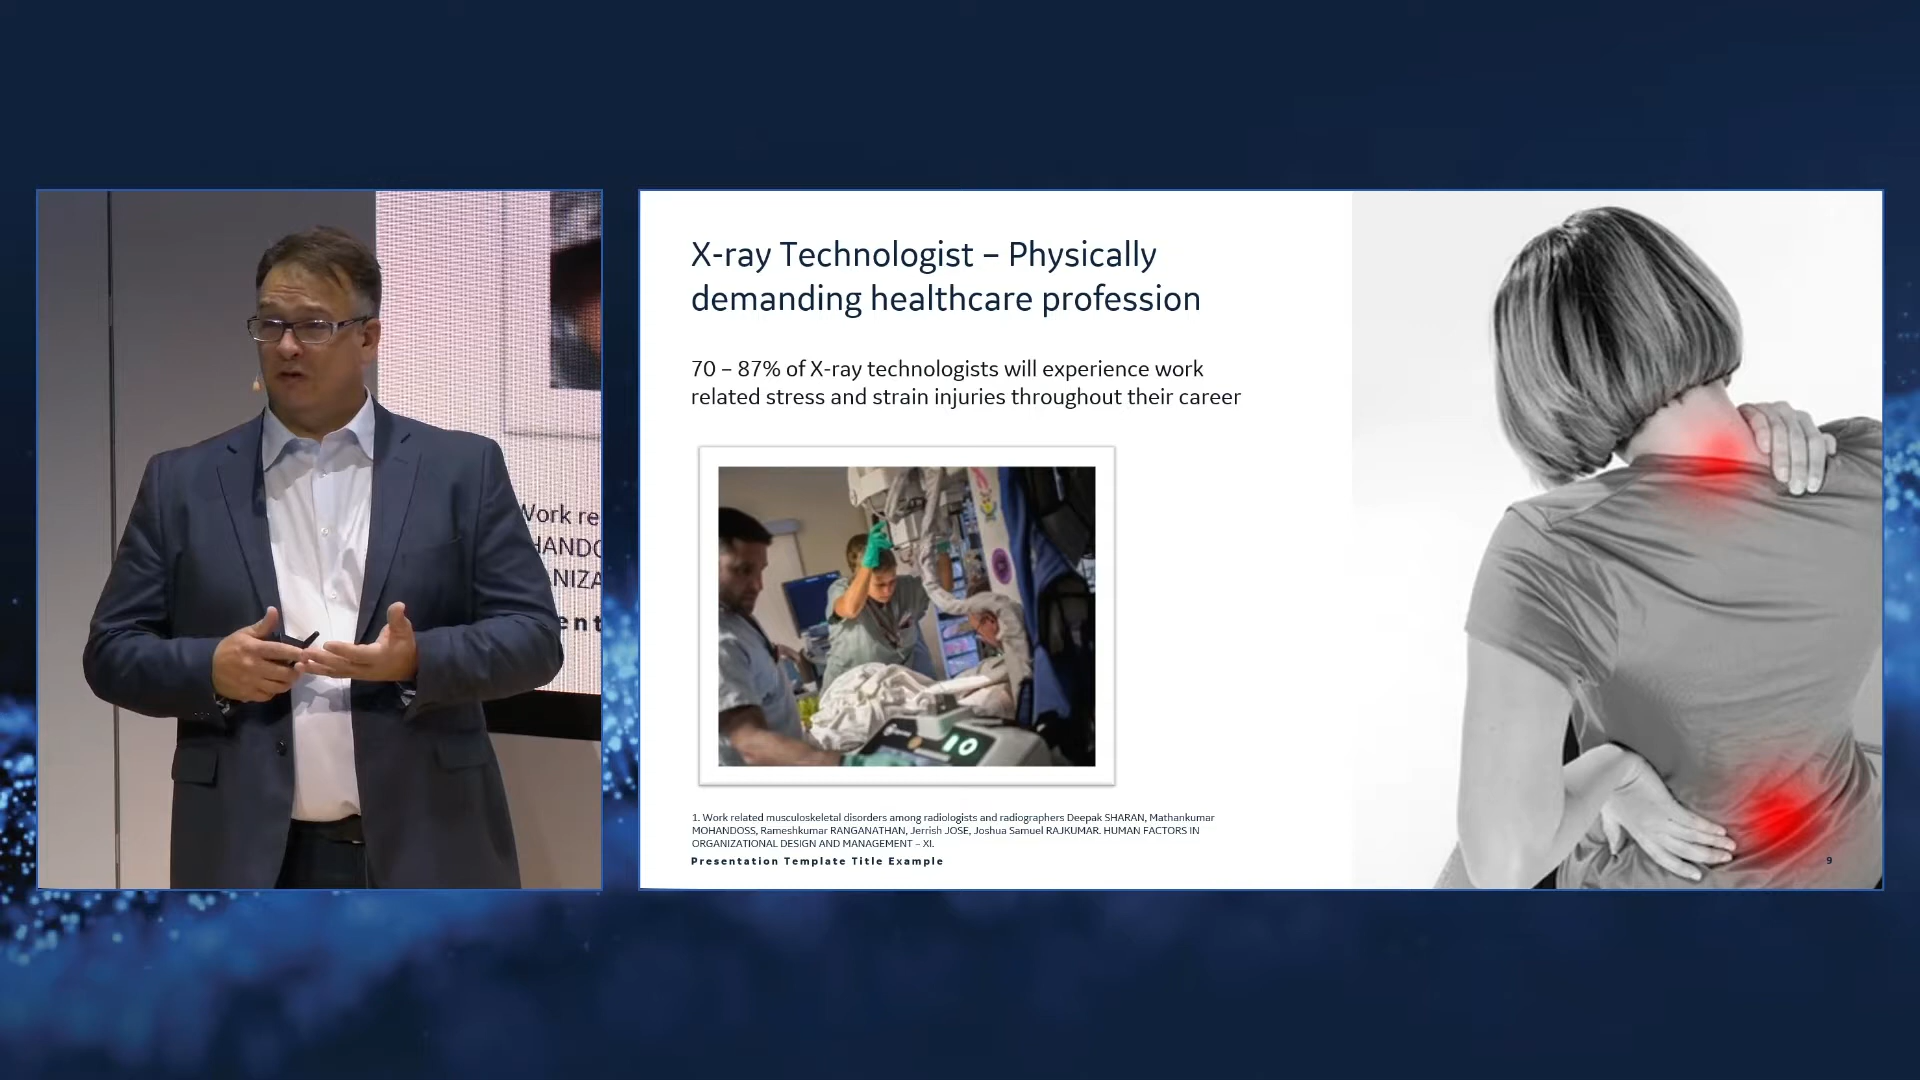 Work re
HANDO
ANIZA
ent
X-ray Technologist – Physically
demanding healthcare profession
70 – 87% of X-ray technologists will experience work
related stress and strain injuries throughout their career
10
1. Work related musculoskeletal disorders among radiologists and radiographers Deepak SHARAN, Mathankumar
MOHANDOSS, Rameshkumar RANGANATHAN, Jerrish JOSE, Joshua Samuel RAJKUMAR. HUMAN FACTORS IN
ORGANIZATIONAL DESIGN AND MANAGEMENT – XI.
Presentation Template Title Example
9